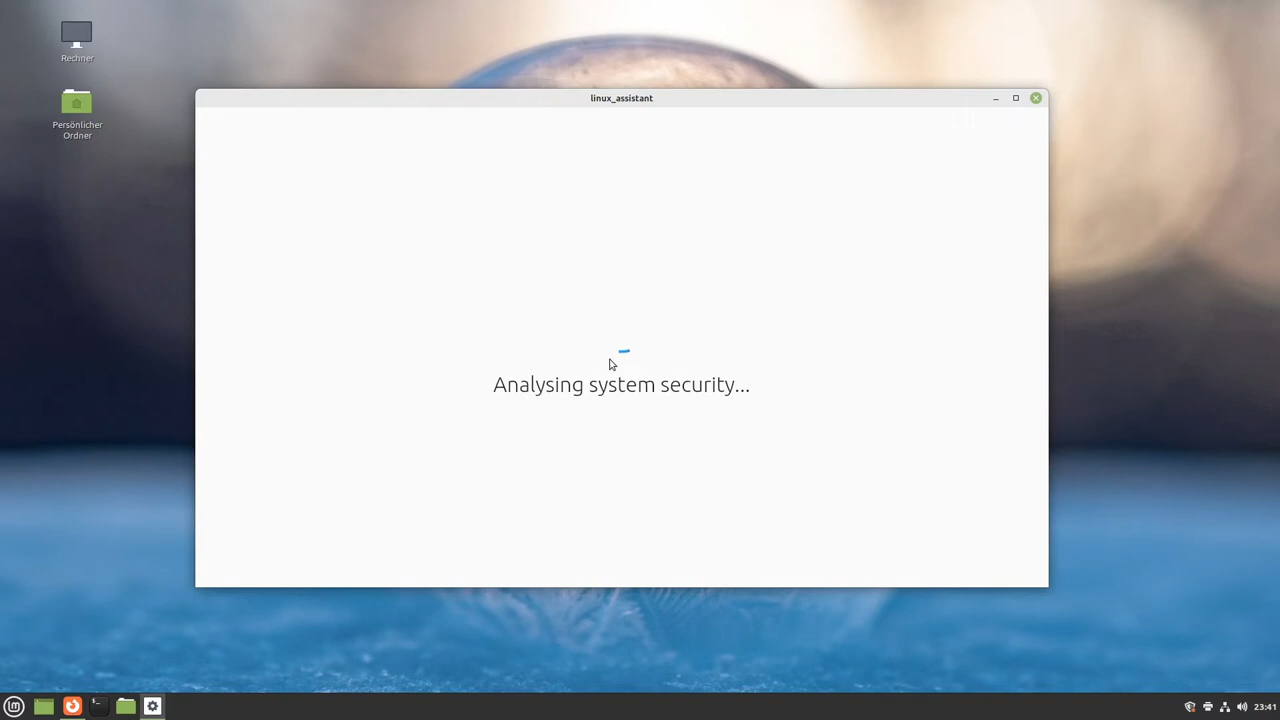 Rechner
Persönlicher
Ordner
linux_assistant
Analysing system security...
23:41